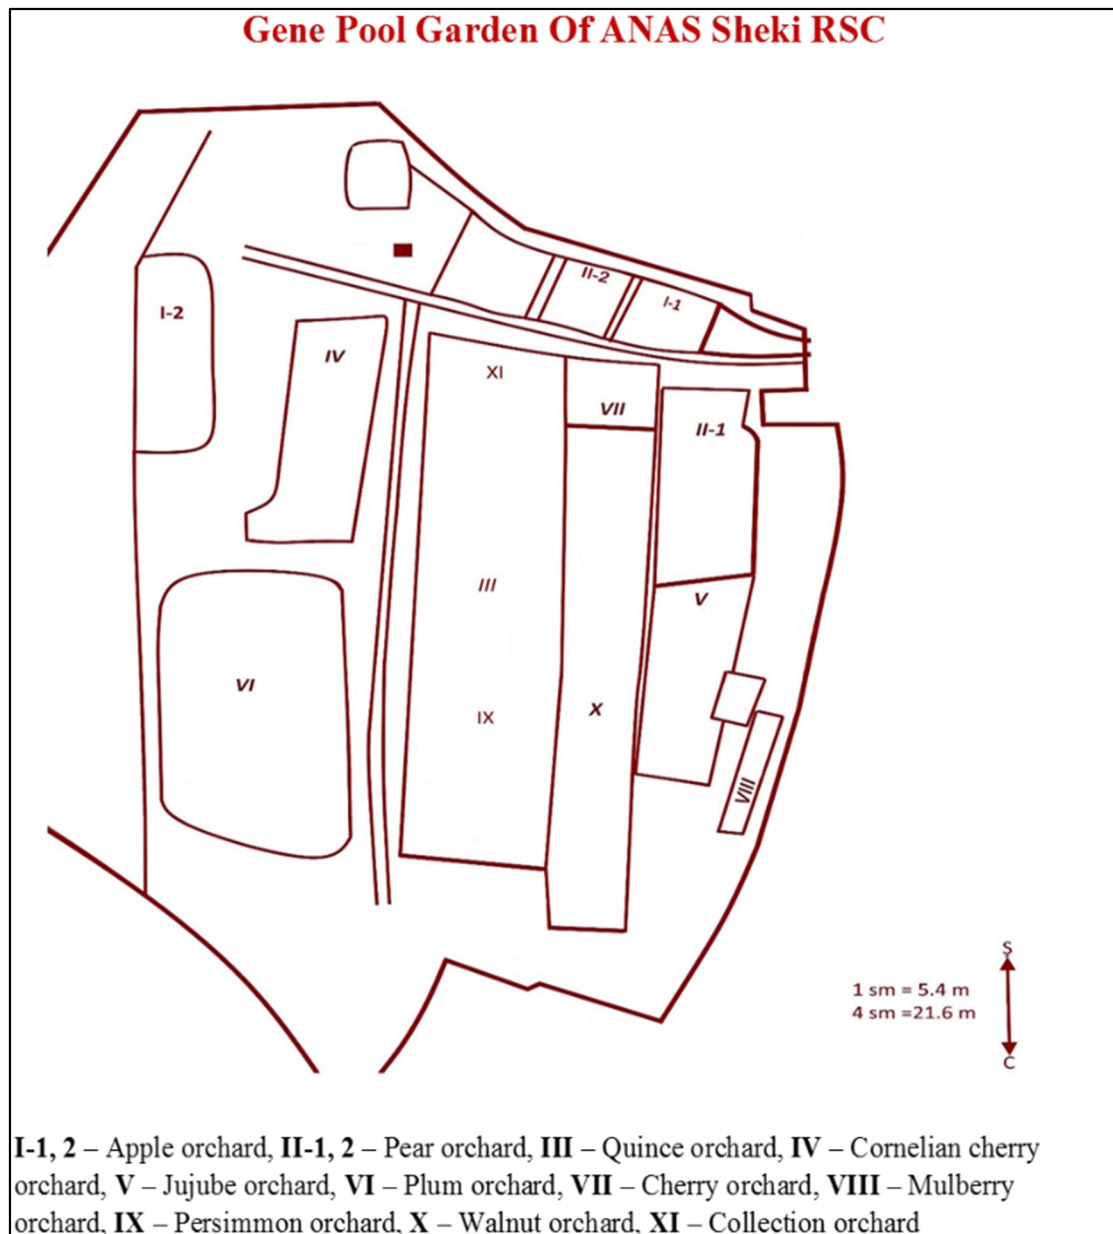 Gene Pool Garden Of ANAS Sheki RSC
II-2
I-1
I-2
IV
XI
VII
II-1
III
V
VI
X
IX
VIII
S
1 sm = 5.4 m
4 sm =21.6 m
C
I-1, 2 – Apple orchard, II-1, 2 – Pear orchard, III – Quince orchard, IV – Cornelian cherry
orchard, V – Jujube orchard, VI – Plum orchard, VII – Cherry orchard, VIII – Mulberry
orchard, IX – Persimmon orchard, X – Walnut orchard, XI – Collection orchard